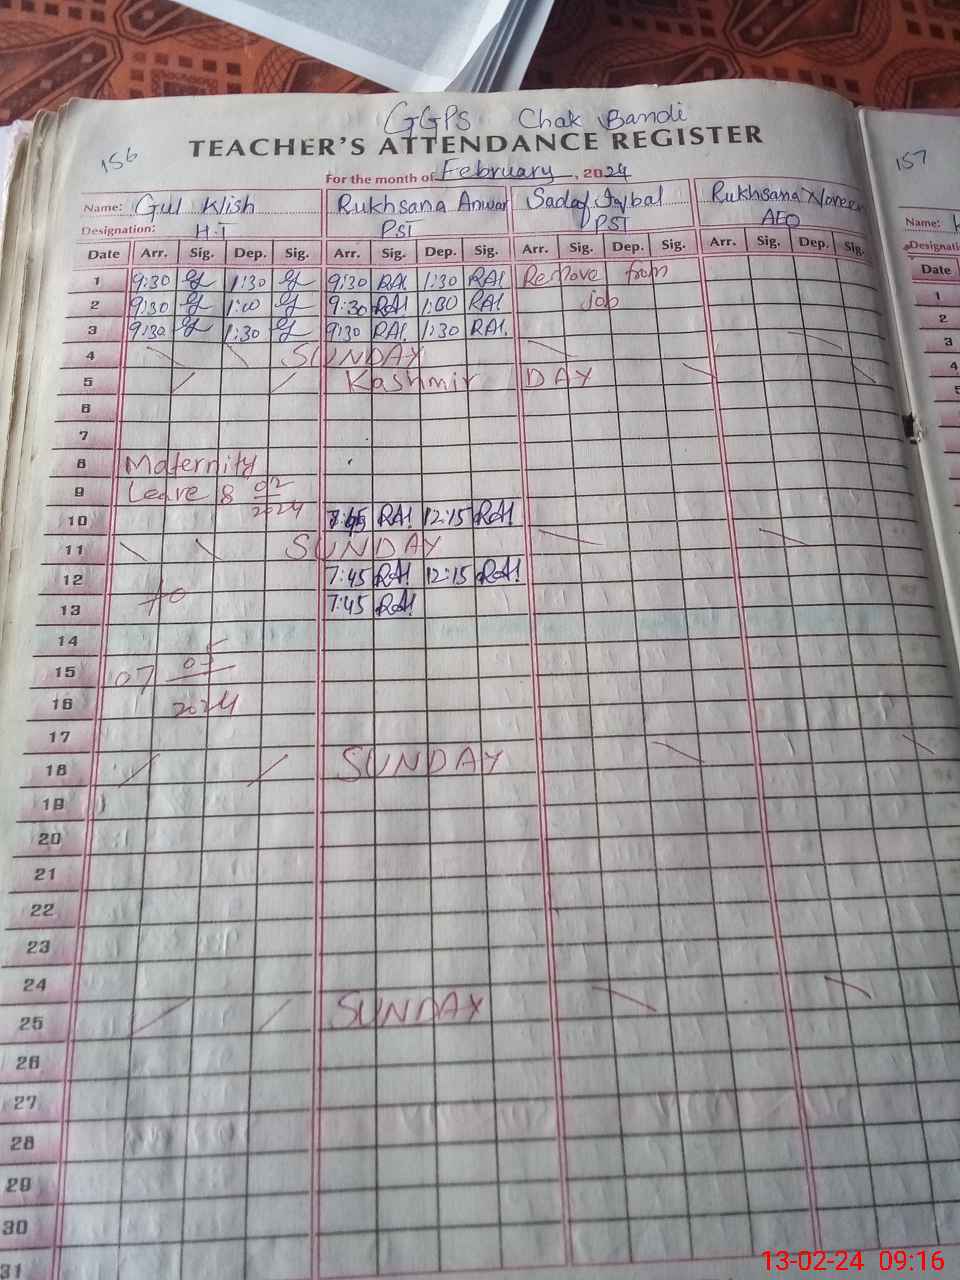 GGPS Chak Bandi
156 TEACHER'S ATTENDANCE REGISTER 157
For the month of February, 2024
Name: Gul Klish Rukhsana Anwar Sadaf Iqbal Rukhsana Noreen Name:
Designation: H.T PST PST AEO
Date Arr. Sig. Dep. Sig. Arr. Sig. Dep. Sig. Arr. Sig. Dep. Sig. Arr. Sig. Dep. Sig. Date
1 9:30 1:30 9:30 RA! 1:30 RA! Remove from 1
2 9:30 1:00 9:30 RA! 1:00 RA! job 2
3 9:30 1:30 9:30 RA! 1:30 RA! 3
4 SUNDAY 4
5 Kashmir DAY 5
6
7
8 Maternity
9 Leave 8 02 2024
10 7:45 RA! 12:15 RA!
11 SUNDAY
12 7:45 RA! 12:15 RA!
13 to 7:45 RA!
14
15 07 05
16 2024
17
18 SUNDAY
19
20
21
22
23
24
25 SUNDAY
26
27
28
29
30
31
13-02-24 09:16